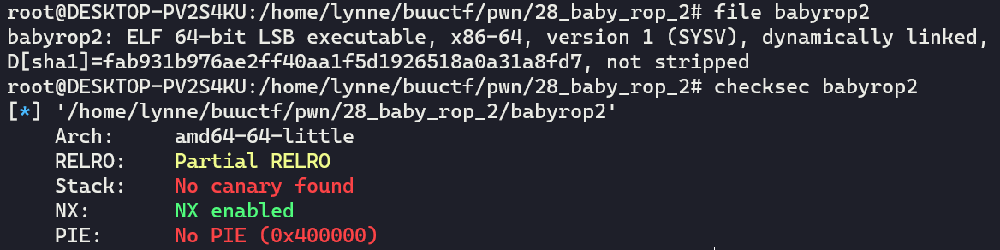 root@DESKTOP-PV2S4KU:/home/lynne/buuctf/pwn/28_baby_rop_2# file babyrop2
babyrop2: ELF 64-bit LSB executable, x86-64, version 1 (SYSV), dynamically linked,
D[sha1]=fab931b976ae2ff40aa1f5d1926518a0a31a8fd7, not stripped
root@DESKTOP-PV2S4KU:/home/lynne/buuctf/pwn/28_baby_rop_2# checksec babyrop2
[*] '/home/lynne/buuctf/pwn/28_baby_rop_2/babyrop2'
    Arch:     amd64-64-little
    RELRO:    Partial RELRO
    Stack:    No canary found
    NX:       NX enabled
    PIE:      No PIE (0x400000)